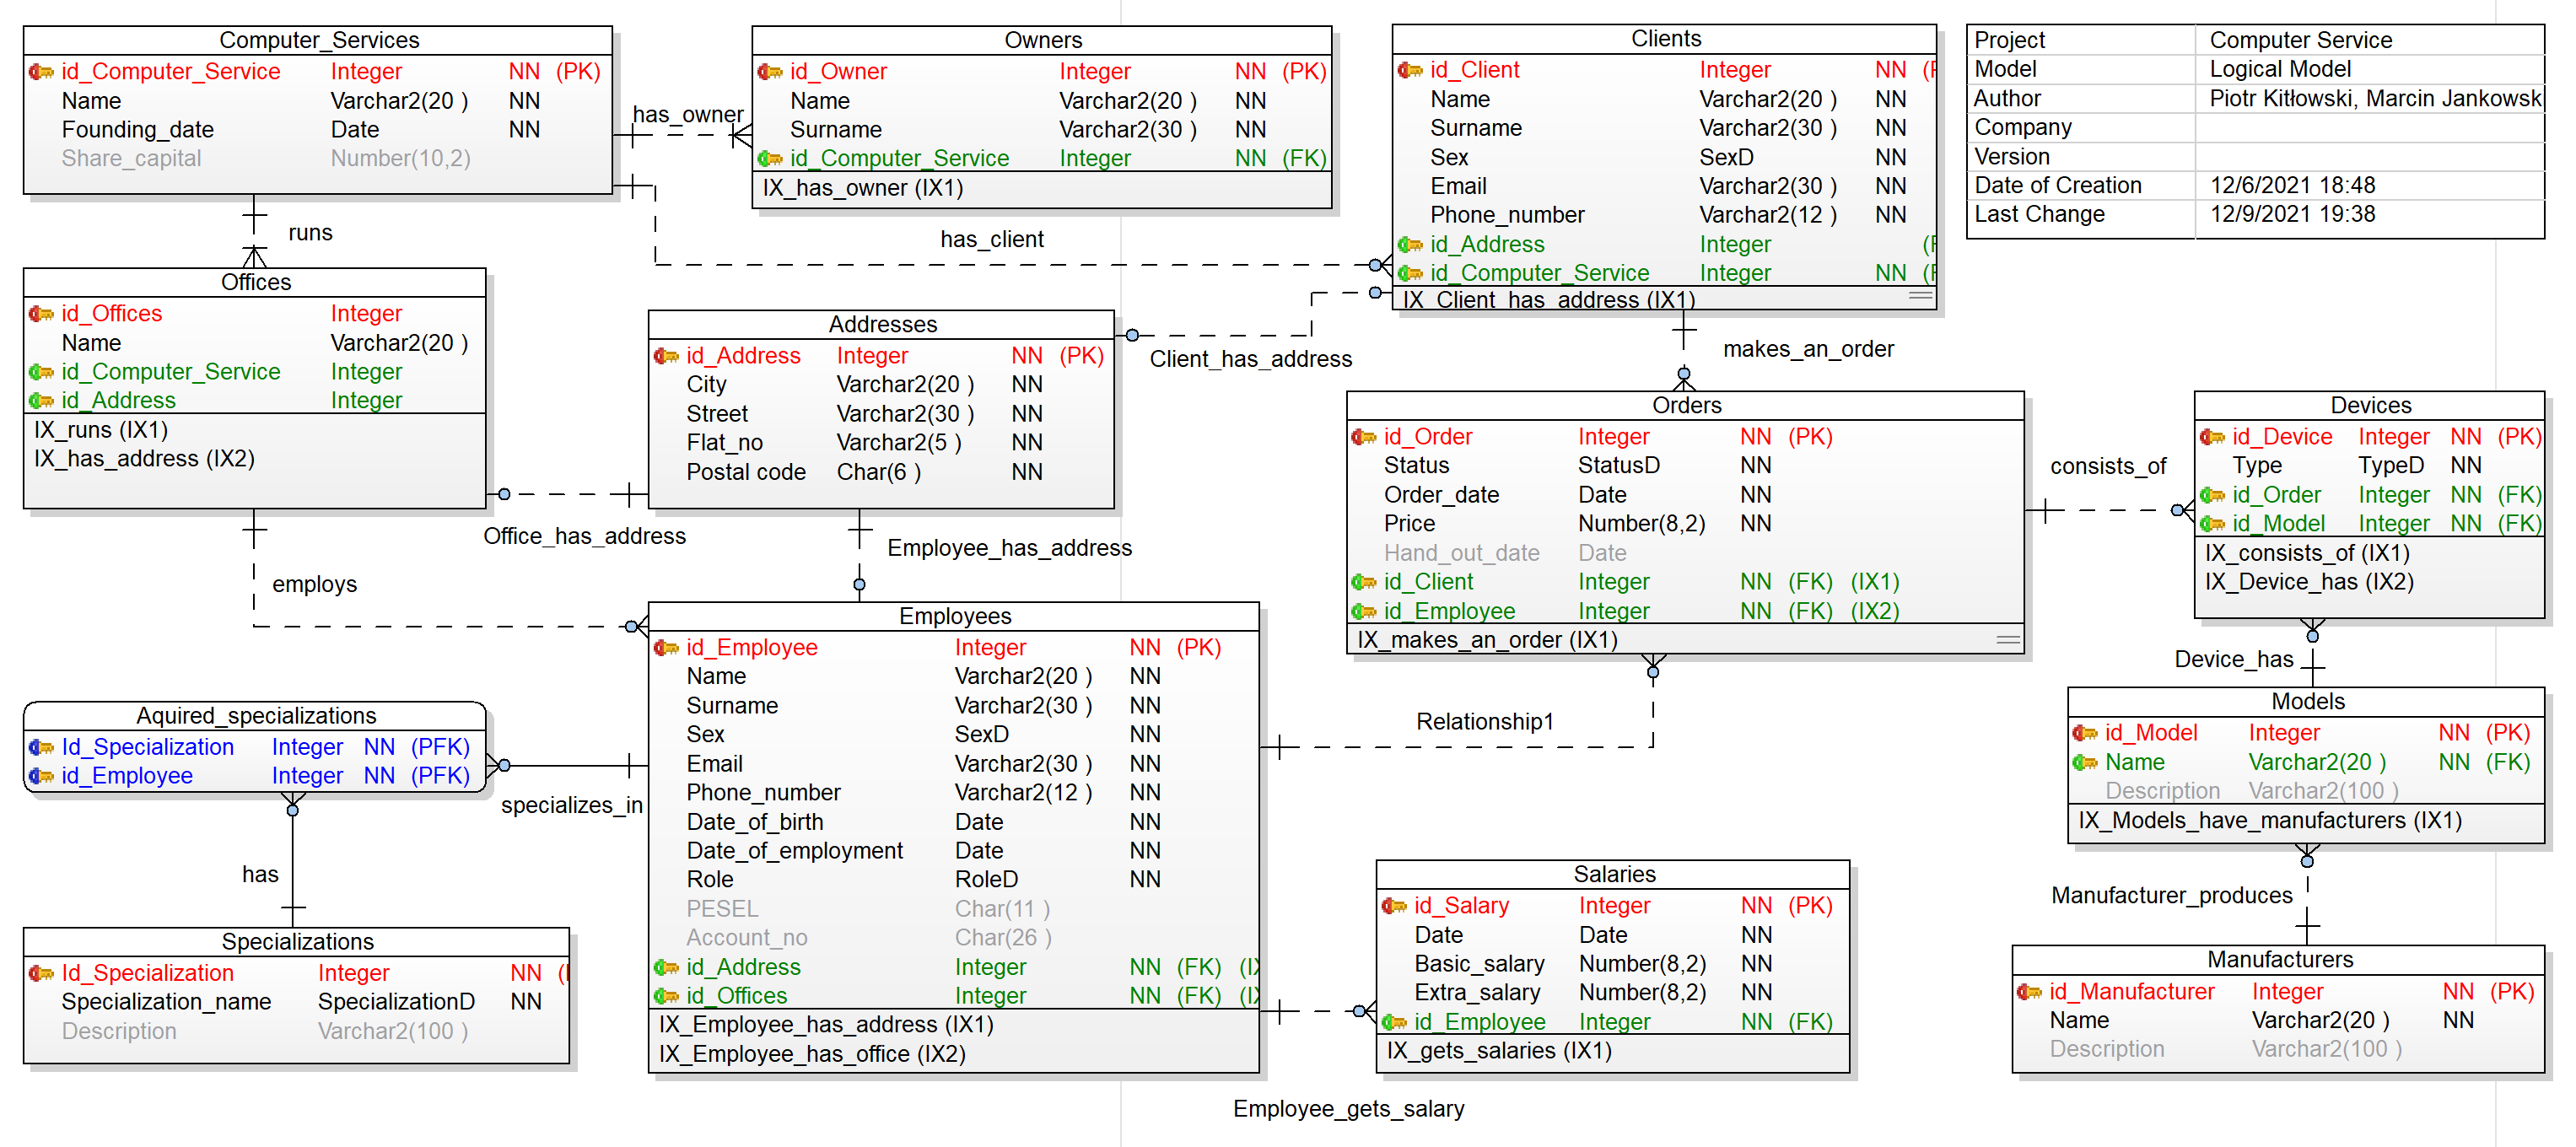 Computer_Services
id_Computer_Service Integer NN (PK)
Name Varchar2(20 ) NN
Founding_date Date NN
Share_capital Number(10,2)
has_owner
Owners
id_Owner Integer NN (PK)
Name Varchar2(20 ) NN
Surname Varchar2(30 ) NN
id_Computer_Service Integer NN (FK)
IX_has_owner (IX1)
has_client
Clients
id_Client Integer NN
Name Varchar2(20 ) NN
Surname Varchar2(30 ) NN
Sex SexD NN
Email Varchar2(30 ) NN
Phone_number Varchar2(12 ) NN
id_Address Integer
id_Computer_Service Integer NN
IX_Client_has_address (IX1)
Project Computer Service
Model Logical Model
Author Piotr Kitłowski, Marcin Jankowsk
Company
Version
Date of Creation 12/6/2021 18:48
Last Change 12/9/2021 19:38
runs
Offices
id_Offices Integer
Name Varchar2(20 )
id_Computer_Service Integer
id_Address Integer
IX_runs (IX1)
IX_has_address (IX2)
Office_has_address
Addresses
id_Address Integer NN (PK)
City Varchar2(20 ) NN
Street Varchar2(30 ) NN
Flat_no Varchar2(5 ) NN
Postal code Char(6 ) NN
Client_has_address
Employee_has_address
makes_an_order
Orders
id_Order Integer NN (PK)
Status StatusD NN
Order_date Date NN
Price Number(8,2) NN
Hand_out_date Date
id_Client Integer NN (FK) (IX1)
id_Employee Integer NN (FK) (IX2)
IX_makes_an_order (IX1)
consists_of
Devices
id_Device Integer NN (PK)
Type TypeD NN
id_Order Integer NN (FK)
id_Model Integer NN (FK)
IX_consists_of (IX1)
IX_Device_has (IX2)
Device_has
employs
Employees
id_Employee Integer NN (PK)
Name Varchar2(20 ) NN
Surname Varchar2(30 ) NN
Sex SexD NN
Email Varchar2(30 ) NN
Phone_number Varchar2(12 ) NN
Date_of_birth Date NN
Date_of_employment Date NN
Role RoleD NN
PESEL Char(11 )
Account_no Char(26 )
id_Address Integer NN (FK)
id_Offices Integer NN (FK)
IX_Employee_has_address (IX1)
IX_Employee_has_office (IX2)
Relationship1
Models
id_Model Integer NN (PK)
Name Varchar2(20 ) NN (FK)
Description Varchar2(100 )
IX_Models_have_manufacturers (IX1)
Manufacturer_produces
Aquired_specializations
Id_Specialization Integer NN (PFK)
id_Employee Integer NN (PFK)
specializes_in
has
Specializations
Id_Specialization Integer NN
Specialization_name SpecializationD NN
Description Varchar2(100 )
Salaries
id_Salary Integer NN (PK)
Date Date NN
Basic_salary Number(8,2) NN
Extra_salary Number(8,2) NN
id_Employee Integer NN (FK)
IX_gets_salaries (IX1)
Employee_gets_salary
Manufacturers
id_Manufacturer Integer NN (PK)
Name Varchar2(20 ) NN
Description Varchar2(100 )